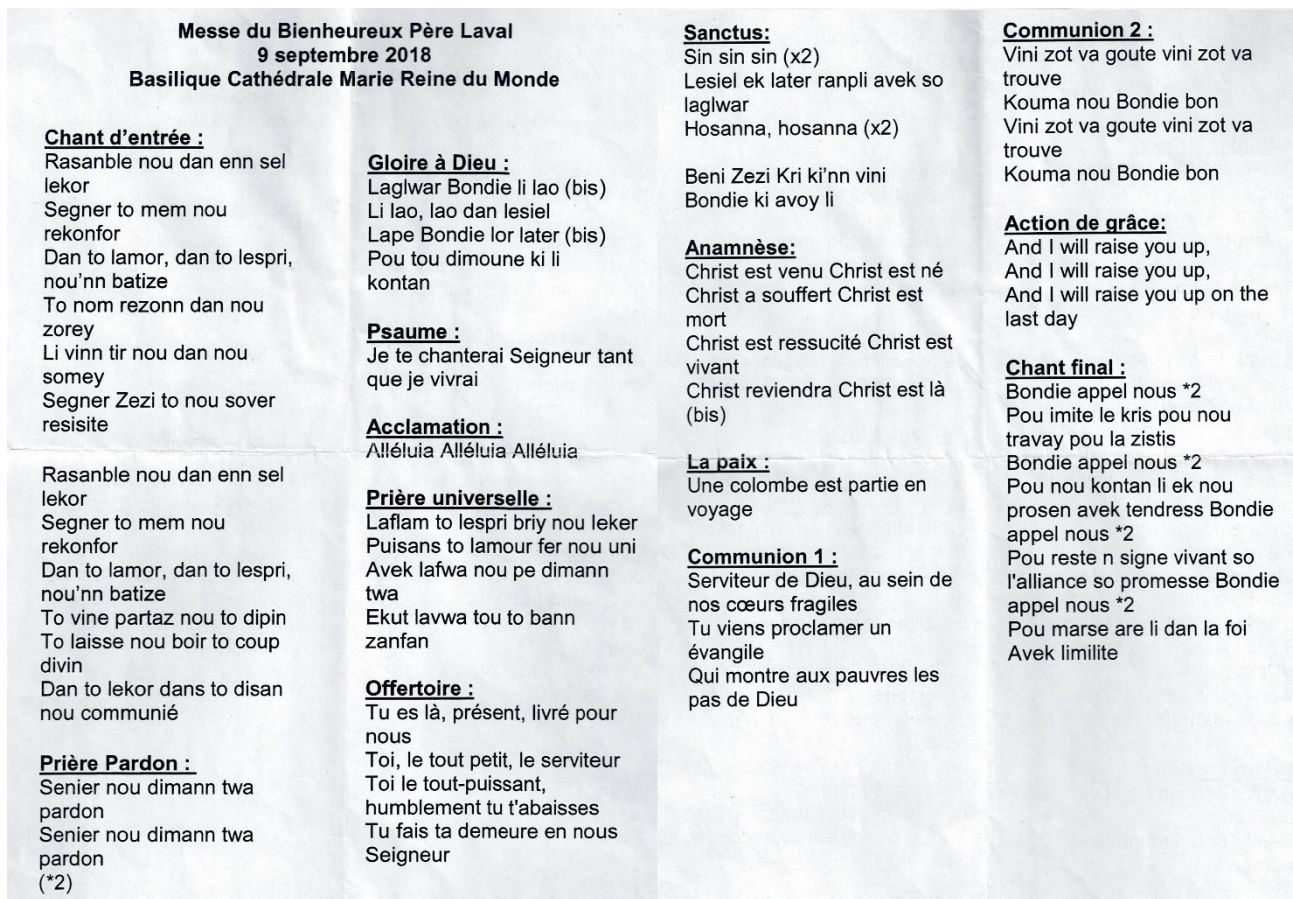 Messe du Bienheureux Père Laval
9 septembre 2018
Basilique Cathédrale Marie Reine du Monde
Chant d'entrée :
Rasanble nou dan enn sel
lekor
Segner to mem nou
rekonfor
Dan to lamor, dan to lespri,
nou'nn batize
To nom rezonn dan nou
zorey
Li vinn tir nou dan nou
somey
Segner Zezi to nou sover
resisite
Rasanble nou dan enn sel
lekor
Segner to mem nou
rekonfor
Dan to lamor, dan to lespri,
nou'nn batize
To vine partaz nou to dipin
To laisse nou boir to coup
divin
Dan to lekor dans to disan
nou communié
Prière Pardon :
Senier nou dimann twa
pardon
Senier nou dimann twa
pardon
(*2)
Gloire à Dieu :
Laglwar Bondie li lao (bis)
Li lao, lao dan lesiel
Lape Bondie lor later (bis)
Pou tou dimoune ki li
kontan
Psaume :
Je te chanterai Seigneur tant
que je vivrai
Acclamation :
Alléluia Alléluia Alléluia
Prière universelle :
Laflam to lespri briy nou leker
Puisans to lamour fer nou uni
Avek lafwa nou pe dimann
twa
Ekut lavwa tou to bann
zanfan
Offertoire :
Tu es là, présent, livré pour
nous
Toi, le tout petit, le serviteur
Toi le tout-puissant,
humblement tu t'abaisses
Tu fais ta demeure en nous
Seigneur
Sanctus:
Sin sin sin (x2)
Lesiel ek later ranpli avek so
laglwar
Hosanna, hosanna (x2)
Beni Zezi Kri ki'nn vini
Bondie ki avoy li
Anamnèse:
Christ est venu Christ est né
Christ a souffert Christ est
mort
Christ est ressucité Christ est
vivant
Christ reviendra Christ est là
(bis)
La paix :
Une colombe est partie en
voyage
Communion 1 :
Serviteur de Dieu, au sein de
nos cœurs fragiles
Tu viens proclamer un
évangile
Qui montre aux pauvres les
pas de Dieu
Communion 2 :
Vini zot va goute vini zot va
trouve
Kouma nou Bondie bon
Vini zot va goute vini zot va
trouve
Kouma nou Bondie bon
Action de grâce:
And I will raise you up,
And I will raise you up,
And I will raise you up on the
last day
Chant final :
Bondie appel nous *2
Pou imite le kris pou nou
travay pou la zistis
Bondie appel nous *2
Pou nou kontan li ek nou
prosen avek tendress Bondie
appel nous *2
Pou reste n signe vivant so
l'alliance so promesse Bondie
appel nous *2
Pou marse are li dan la foi
Avek limilite